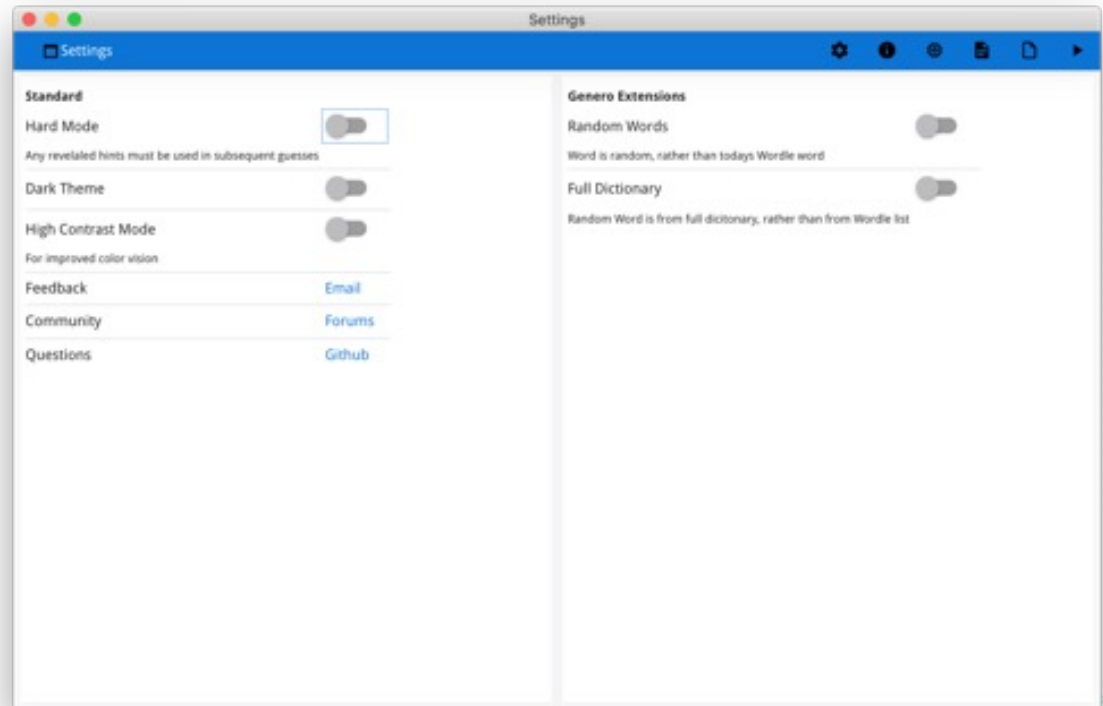 Settings
Settings
Standard
Hard Mode
Any revelaled hints must be used in subsequent guesses
Dark Theme
High Contrast Mode
For improved color vision
Feedback Email
Community Forums
Questions Github
Genero Extensions
Random Words
Word is random, rather than todays Wordle word
Full Dictionary
Random Word is from full dicitonary, rather than from Wordle list